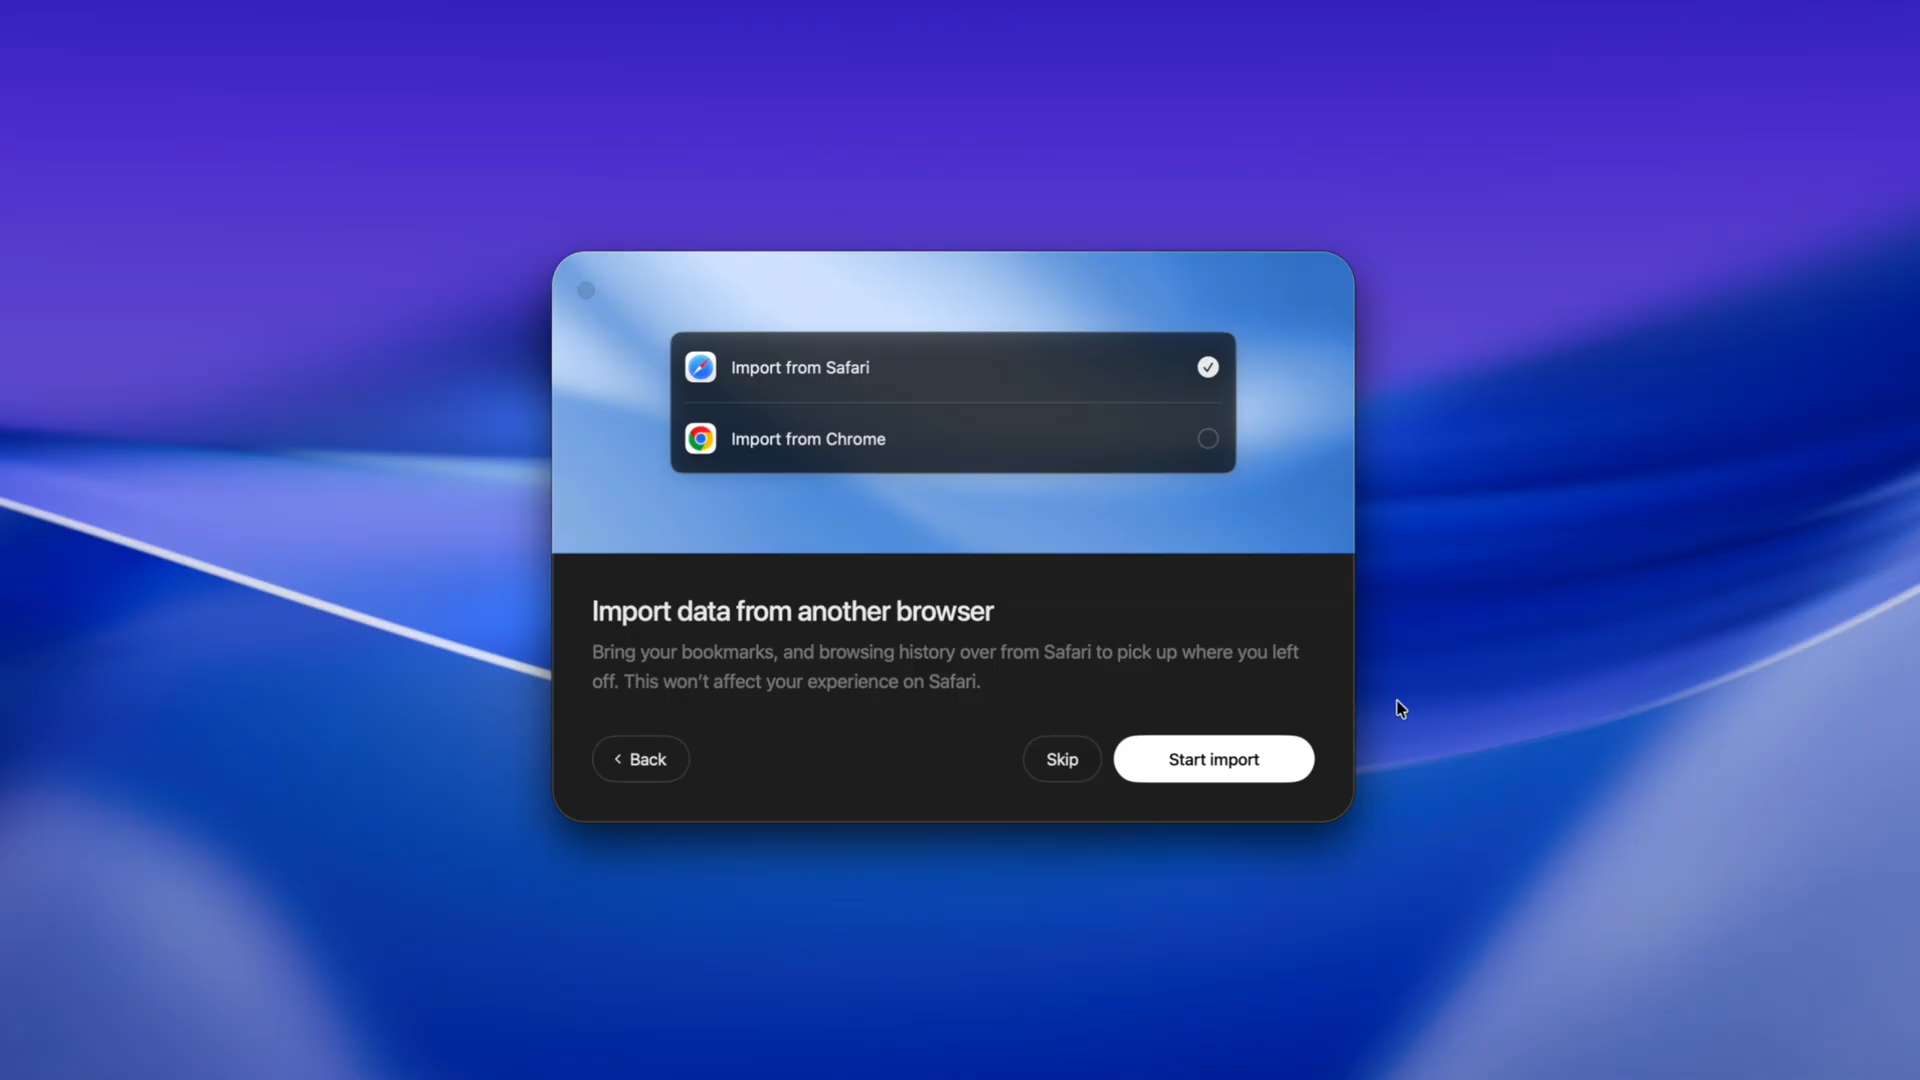 Import from Safari
Import from Chrome
Import data from another browser
Bring your bookmarks, and browsing history over from Safari to pick up where you left
off. This won’t affect your experience on Safari.
Back
Skip
Start import